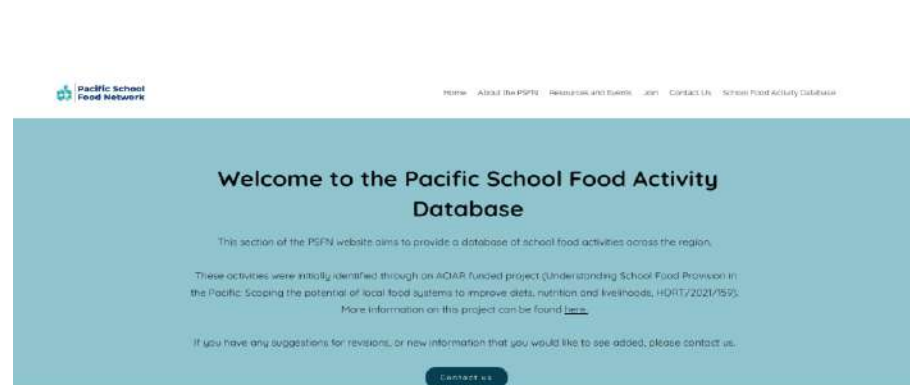 Pacific School
Food Network
Home About the PSFN Resources and Events Join Contact Us School Food Activity Database
Welcome to the Pacific School Food Activity
Database
This section of the PSFN website aims to provide a database of school food activities across the region.
These activities were initially identified through an ACIAR funded project (Understanding School Food Provision in
the Pacific: Scoping the potential of local food systems to improve diets, nutrition and livelihoods, HORT/2021/159).
More information on this project can be found here.
If you have any suggestions for revisions, or new information that you would like to see added, please contact us.
Contact us